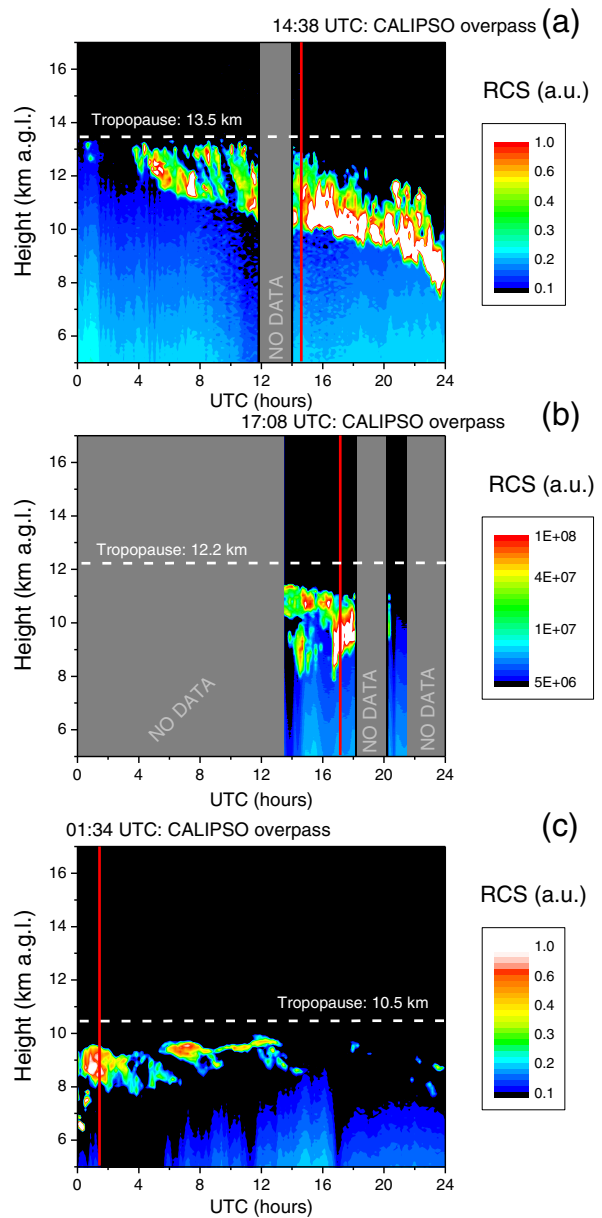 14:38 UTC: CALIPSO overpass (a)
Tropopause: 13.5 km
NO DATA
Height (km a.g.l.)
16
14
12
10
8
6
0 4 8 12 16 20 24
UTC (hours)
RCS (a.u.)
1.0
0.6
0.4
0.3
0.2
0.1
17:08 UTC: CALIPSO overpass (b)
Tropopause: 12.2 km
NO DATA
NO DATA
NO DATA
Height (km a.g.l.)
16
14
12
10
8
6
0 4 8 12 16 20 24
UTC (hours)
RCS (a.u.)
1E+08
4E+07
1E+07
5E+06
01:34 UTC: CALIPSO overpass (c)
Tropopause: 10.5 km
Height (km a.g.l.)
16
14
12
10
8
6
0 4 8 12 16 20 24
UTC (hours)
RCS (a.u.)
1.0
0.6
0.4
0.3
0.2
0.1